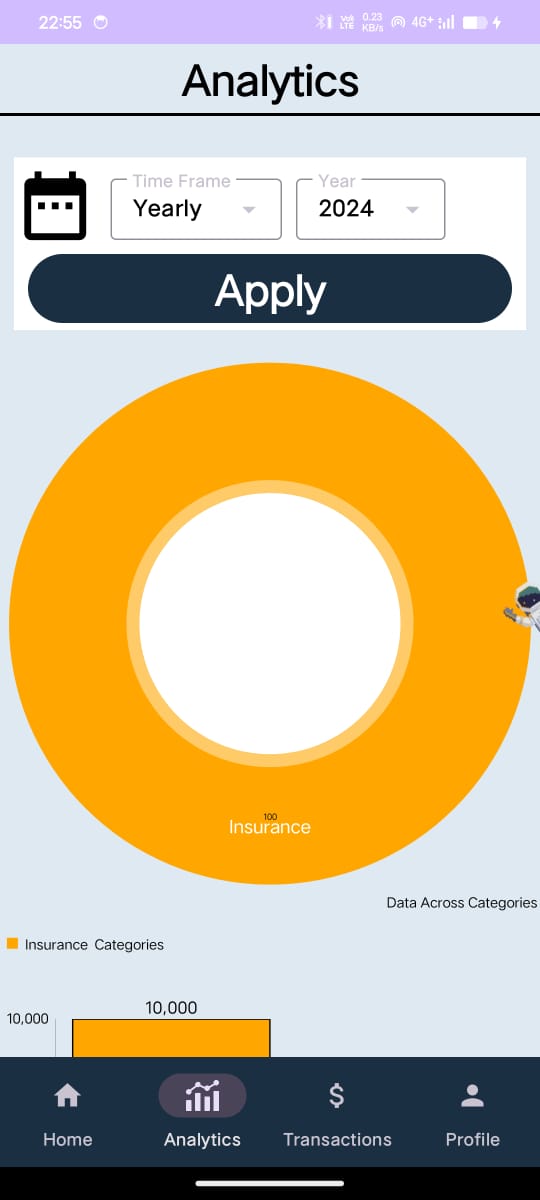 22:55 Vo) LTE 0.23 KB/s 4G+
Analytics
Time Frame Year
Yearly 2024
Apply
100
Insurance
Data Across Categories
Insurance Categories
10,000
10,000
Home Analytics Transactions Profile